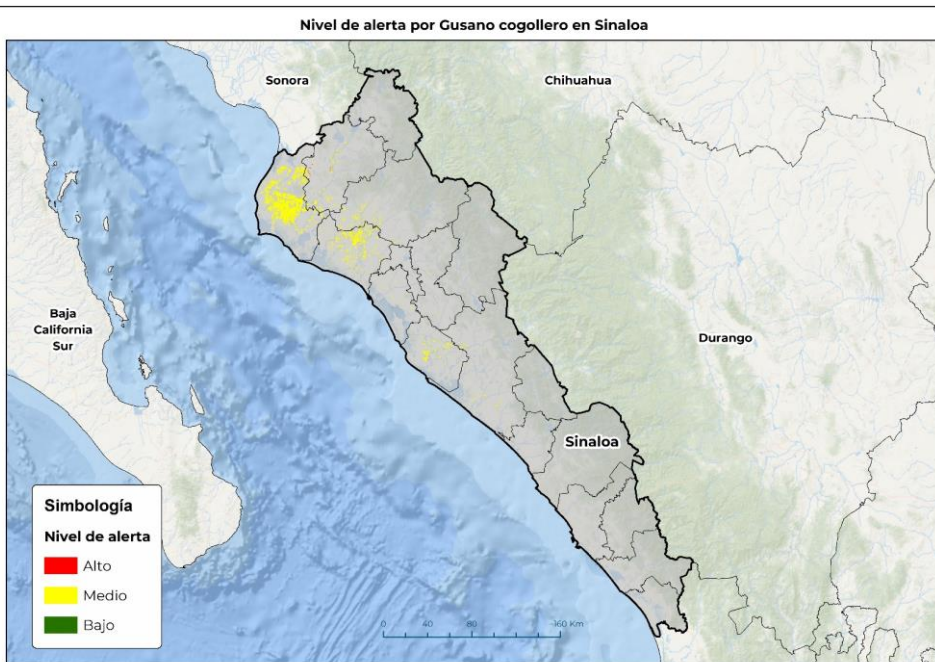 Nivel de alerta por Gusano cogollero en Sinaloa
Sonora
Chihuahua
Baja
California
Sur
Durango
Sinaloa
Simbología
Nivel de alerta
Alto
Medio
Bajo
0 40 80 160 Km